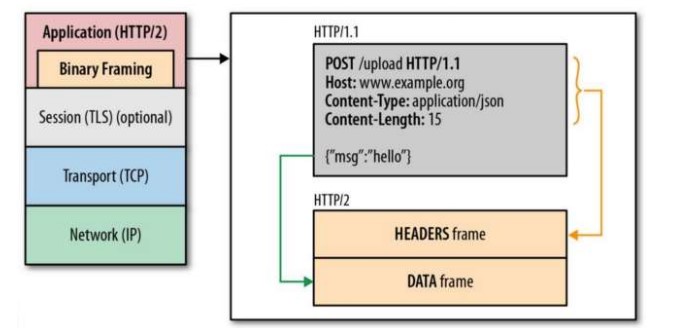 Application (HTTP/2)
Binary Framing
Session (TLS) (optional)
Transport (TCP)
Network (IP)
HTTP/1.1
POST /upload HTTP/1.1
Host: www.example.org
Content-Type: application/json
Content-Length: 15
{"msg":"hello"}
HTTP/2
HEADERS frame
DATA frame